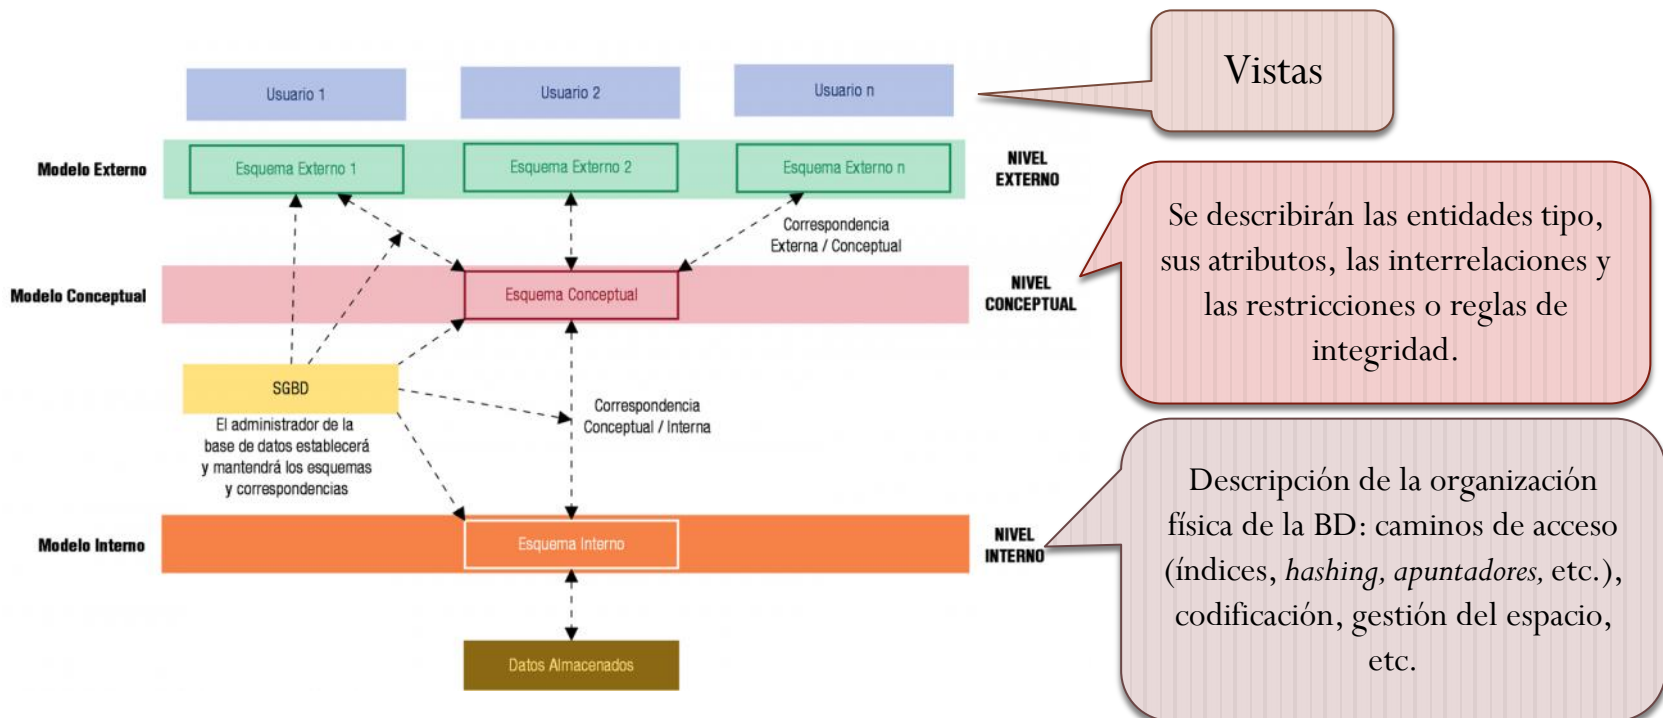 Usuario 1
Usuario 2
Usuario n
Vistas
Modelo Externo
Esquema Externo 1
Esquema Externo 2
Esquema Externo n
NIVEL
EXTERNO
Correspondencia
Externa / Conceptual
Se describirán las entidades tipo,
sus atributos, las interrelaciones y
las restricciones o reglas de
integridad.
Modelo Conceptual
Esquema Conceptual
NIVEL
CONCEPTUAL
SGBD
El administrador de la
base de datos establecerá
y mantendrá los esquemas
y correspondencias
Correspondencia
Conceptual / Interna
Descripción de la organización
física de la BD: caminos de acceso
(índices, hashing, apuntadores, etc.),
codificación, gestión del espacio,
etc.
Modelo Interno
Esquema Interno
NIVEL
INTERNO
Datos Almacenados